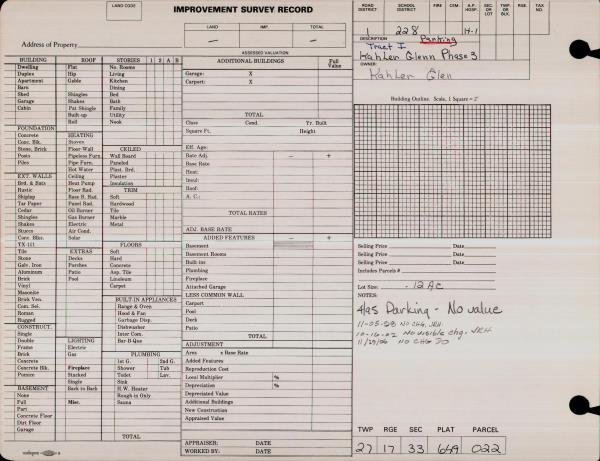 LAND CODE
IMPROVEMENT SURVEY RECORD
LAND IMP. TOTAL
— —
Address of Property
ASSESSED VALUATION
BUILDING ROOF STORIES 1 2 A B
Dwelling Flat No. Rooms
Duplex Hip Living
Apartment Gable Kitchen
Barn Dining
Shed Shingles Bed
Garage Shakes Bath
Cabin Pat Shingle Family
Built-up Utility
Roll Nook
FOUNDATION
Concrete HEATING
Conc. Blk. Stoves
Stone, Brick Floor-Wall CEILED
Posts Pipeless Furn. Wall Board
Piles Pipe Furn. Paneled
Hot Water Plast. Brd.
EXT. WALLS Ceiling Plaster
Brd. & Bats Heat Pump Insulation
Rustic Floor Rad. TRIM
Shiplap Base B. Rad. Soft
Tar Paper Panel Rad. Hardwood
Cedar Oil Burner Tile
Shingles Gas Burner Marble
Shakes Electric Metal
Stucco Air Cond.
Conc. Blks. Solar
TX-111 FLOORS
Tile EXTRAS Soft
Stone Decks Hard
Galv. Iron Porches Concrete
Aluminum Patio Asp. Tile
Brick Pool Linoleum
Vinyl Carpet
Masonite
Brick Ven. BUILT-IN APPLIANCES
Com. Sei. Range & Oven
Roman Hood & Fan
Rugged Garbage Disp.
CONSTRUCT. Dishwasher
Single Inter Com.
Double LIGHTING Bar-B-Que
Frame Electric
Brick Gas PLUMBING
Concrete 1st G. 2nd G.
Concrete Blk. Fireplace Shower Tub
Pumice Stacked Toilet Lav.
Single Sink
BASEMENT Back to Back H.W. Heater
None Rough-in Only
Full Misc. Sauna
Part
Concrete Floor
Dirt Floor
Garage
TOTAL
ADDITIONAL BUILDINGS Full Value
Garage: X
Carport: X
TOTAL
Class Cond. Yr. Built
Square Ft. Height
Eff. Age:
Rate Adj. — +
Base Rate
Heat:
Insul:
Roof:
A. C.:
TOTAL RATES
ADJ. BASE RATE
ADDED FEATURES — +
Basement
Basement Rooms
Built-ins
Plumbing
Fireplace
Attached Garage
LESS COMMON WALL
Carport
Pool
Deck
Patio
TOTAL
ADJUSTMENT
Area x Base Rate
Added Features
Reproduction Cost
Local Multiplier %
Depreciation %
Depreciated Value
Additional Buildings
New Construction
Appraised Value
APPRAISER: DATE
WORKED BY: DATE
ROAD DISTRICT SCHOOL DISTRICT FIRE CEM. A.P. HOSP. SEC. OR LOT TWP. OR BLK. RGE. TAX NO.
1 228 H-1
DESCRIPTION Parking
Tract I
Kahler Glenn Phase 3
OWNER
Kahler Glen
Building Outline. Scale, 1 Square =
Selling Price Date
Selling Price Date
Selling Price Date
Includes Parcels #
Lot Size: .12 AC
NOTES:
4/95 Parking - No value
11-05-98 NO CHG. JRH
10-16-02 No visible chg. JRH
11/29/06 NO CHG JO
TWP RGE SEC PLAT PARCEL
27 17 33 649 022